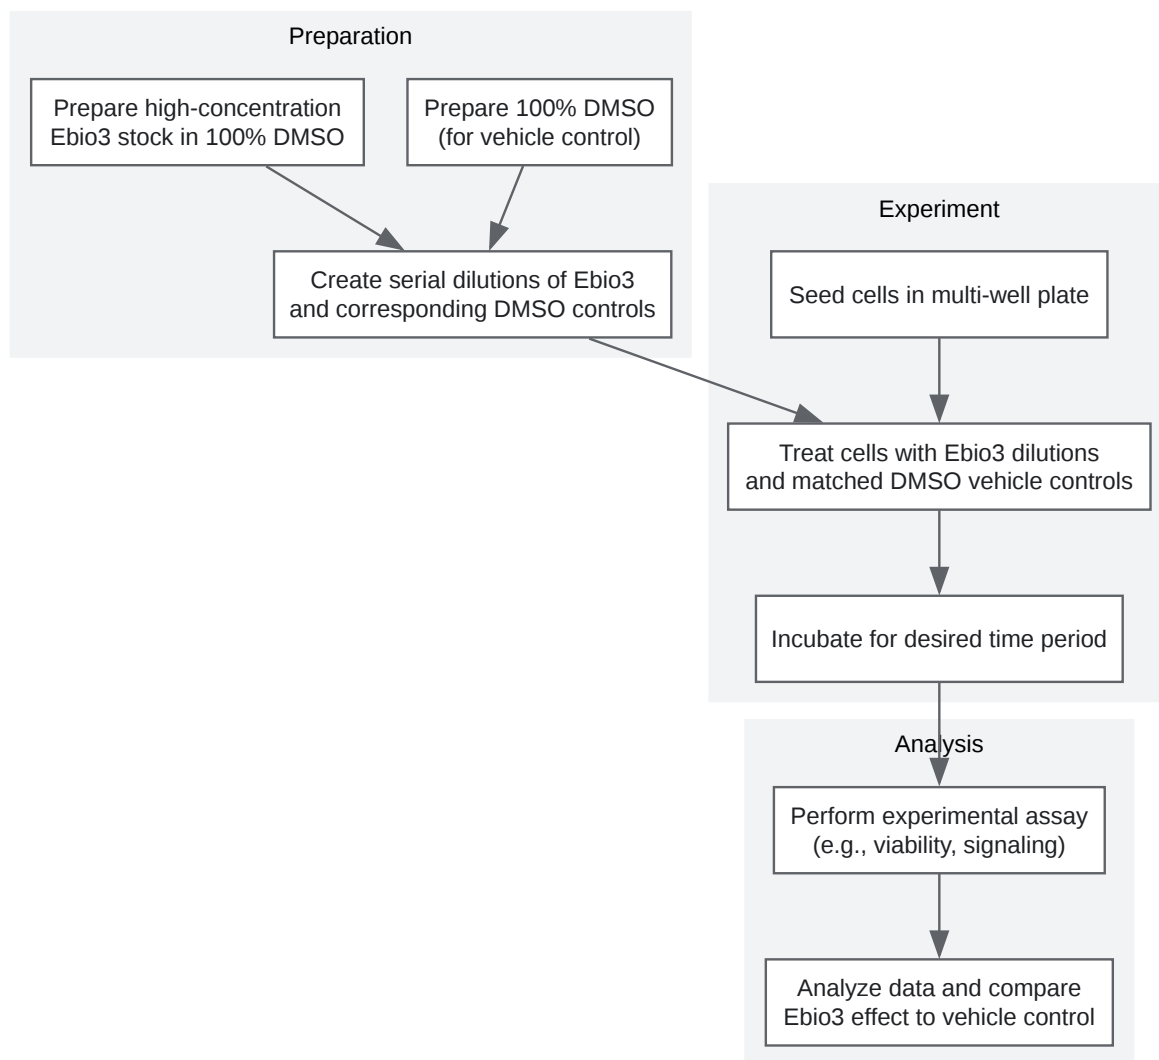 Preparation
Prepare high-concentration
Ebio3 stock in 100% DMSO
Prepare 100% DMSO
(for vehicle control)
Create serial dilutions of Ebio3
and corresponding DMSO controls
Experiment
Seed cells in multi-well plate
Treat cells with Ebio3 dilutions
and matched DMSO vehicle controls
Incubate for desired time period
Analysis
Perform experimental assay
(e.g., viability, signaling)
Analyze data and compare
Ebio3 effect to vehicle control